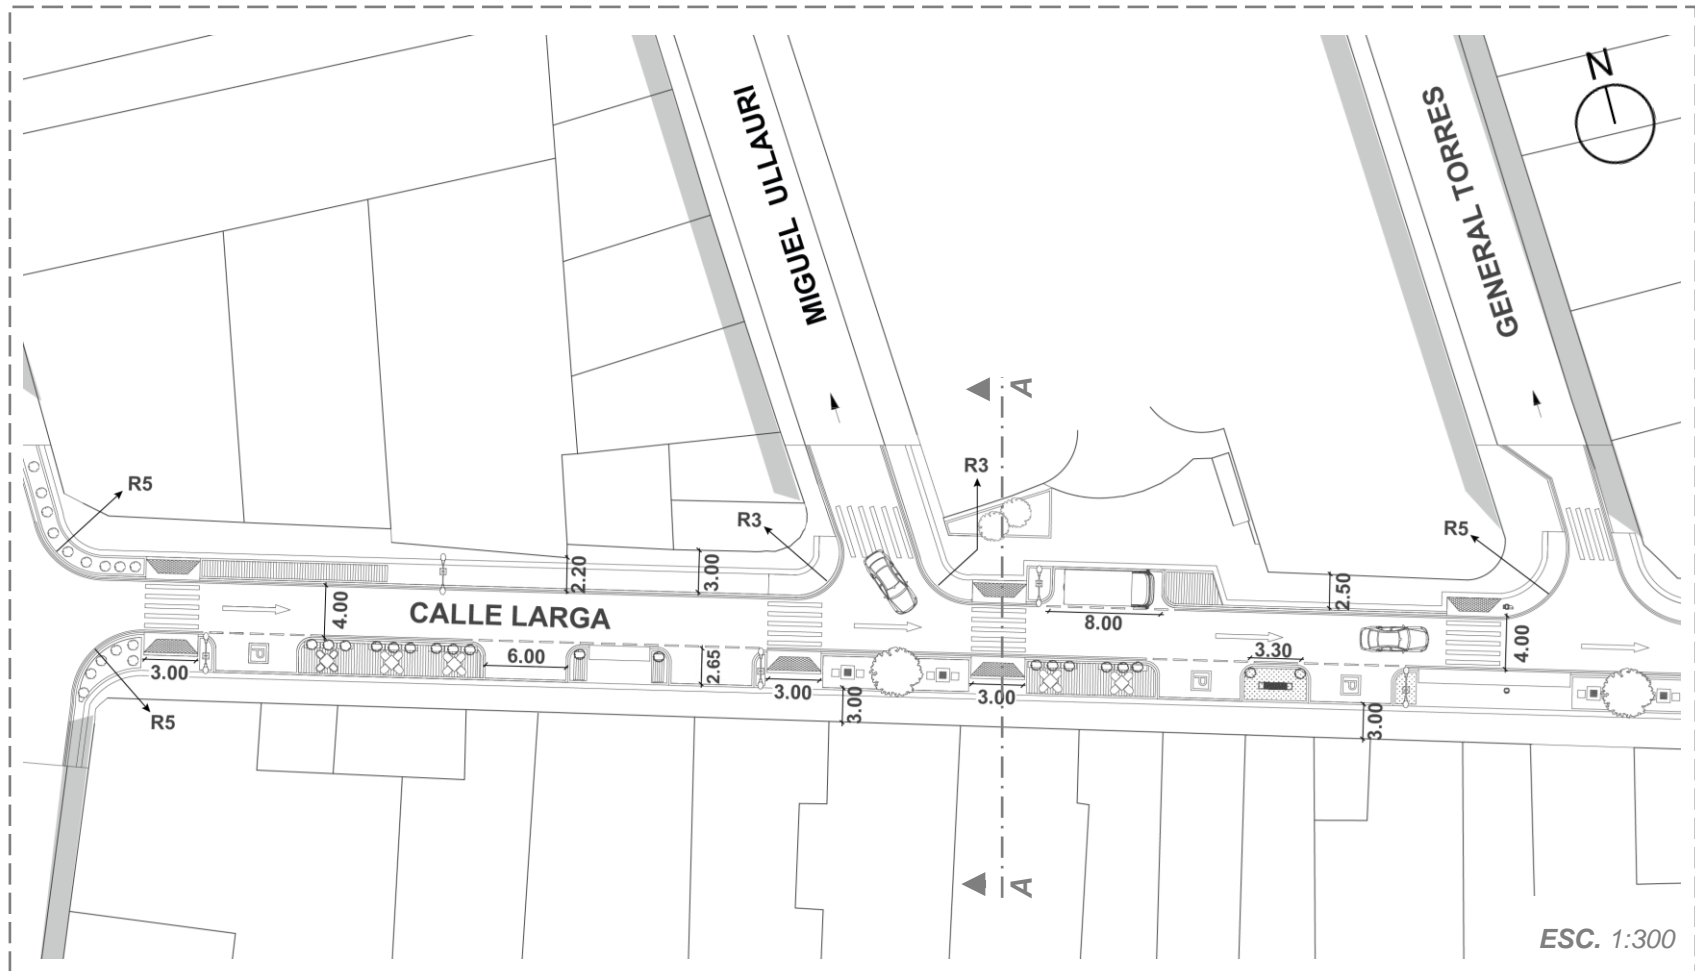 N
MIGUEL ULLAURI
GENERAL TORRES
A
R5
R3
R3
R5
2.20
3.00
2.50
4.00
CALLE LARGA
8.00
4.00
P
6.00
2.65
3.30
3.00
3.00
3.00
3.00
P
P
3.00
R5
A
ESC. 1:300